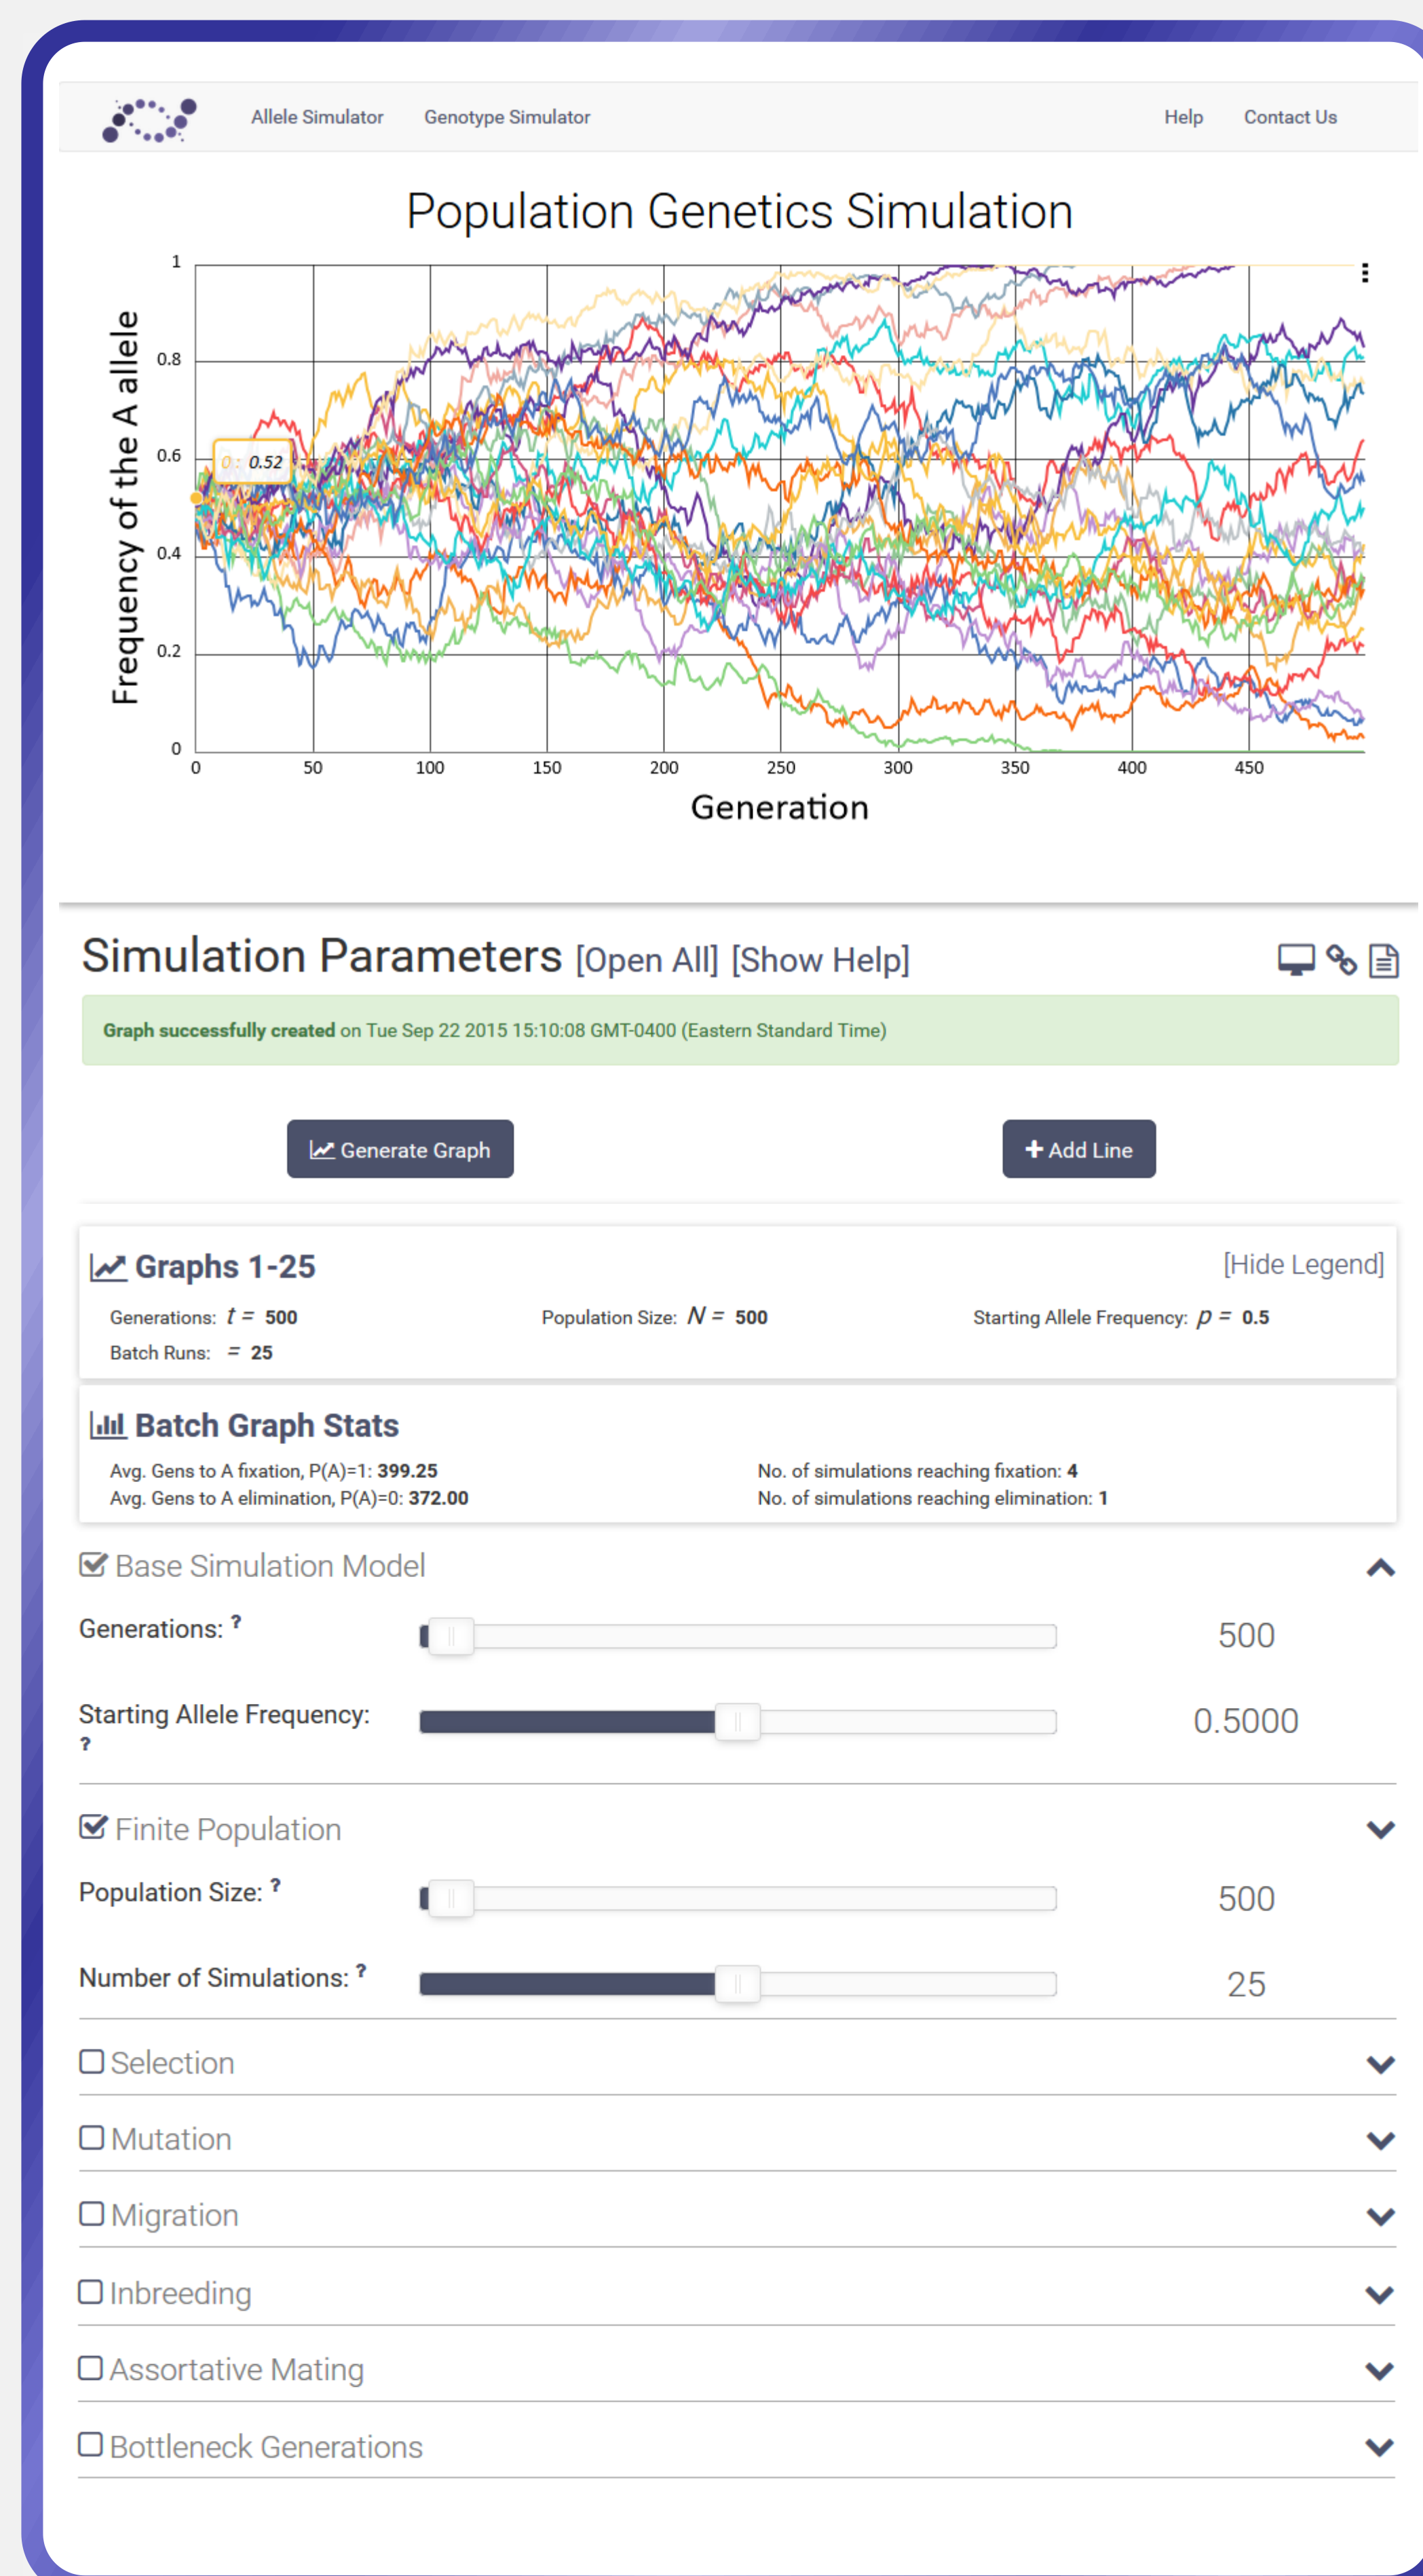 Allele Simulator Genotype Simulator Help Contact Us
Population Genetics Simulation
Frequency of the A allele
1
0.8
0.6
0.4
0.2
0
0 : 0.52
0 50 100 150 200 250 300 350 400 450
Generation
Simulation Parameters [Open All] [Show Help]
Graph successfully created on Tue Sep 22 2015 15:10:08 GMT-0400 (Eastern Standard Time)
Generate Graph + Add Line
Graphs 1-25 [Hide Legend]
Generations: t = 500 Population Size: N = 500 Starting Allele Frequency: p = 0.5
Batch Runs: = 25
Batch Graph Stats
Avg. Gens to A fixation, P(A)=1: 399.25 No. of simulations reaching fixation: 4
Avg. Gens to A elimination, P(A)=0: 372.00 No. of simulations reaching elimination: 1
Base Simulation Model
Generations: ? 500
Starting Allele Frequency: 0.5000
?
Finite Population
Population Size: ? 500
Number of Simulations: ? 25
Selection
Mutation
Migration
Inbreeding
Assortative Mating
Bottleneck Generations